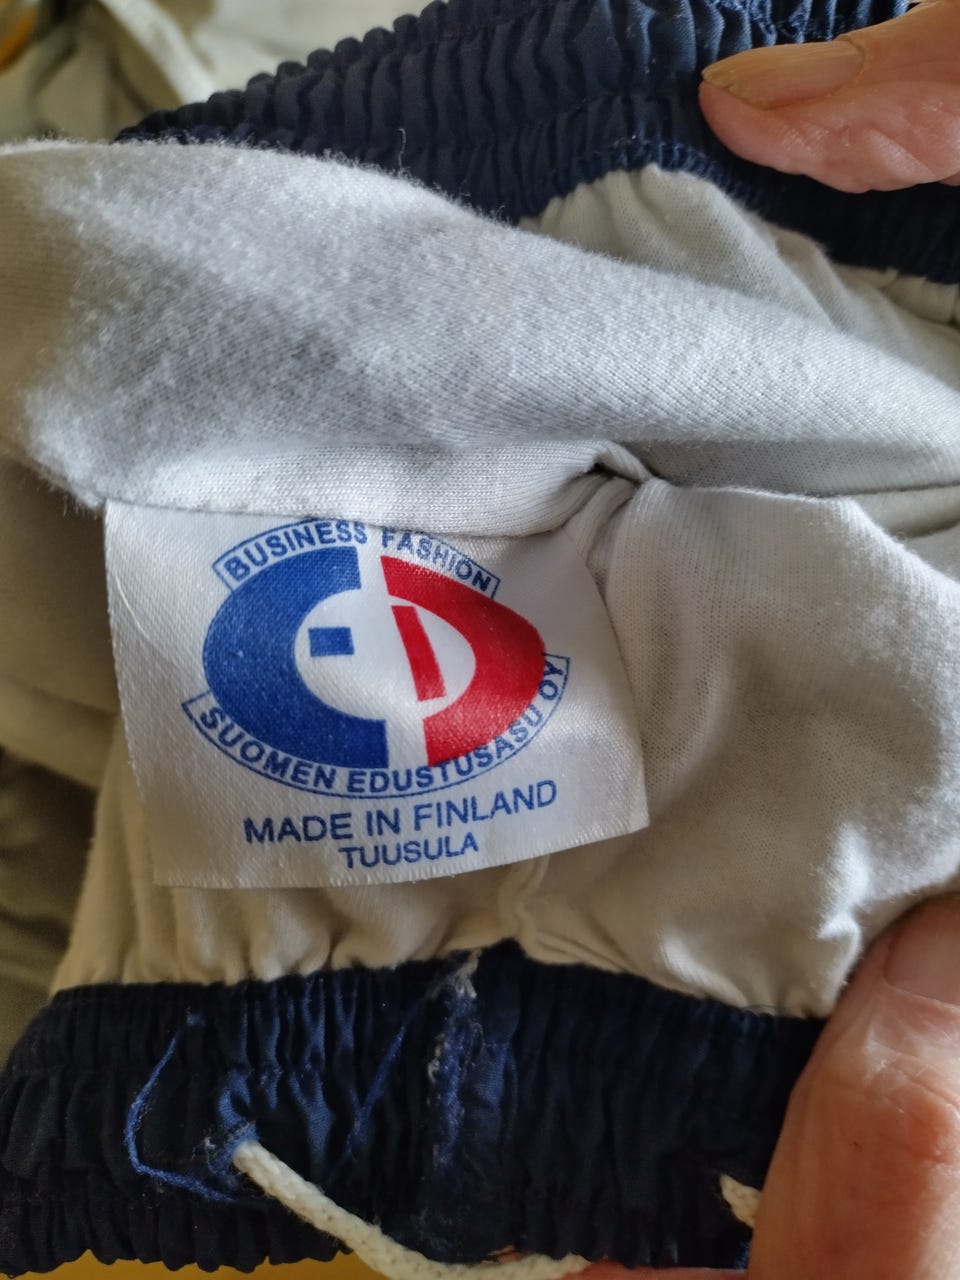 BUSINESS FASHION
SUOMEN EDUSTUSASU OY
MADE IN FINLAND
TUUSULA